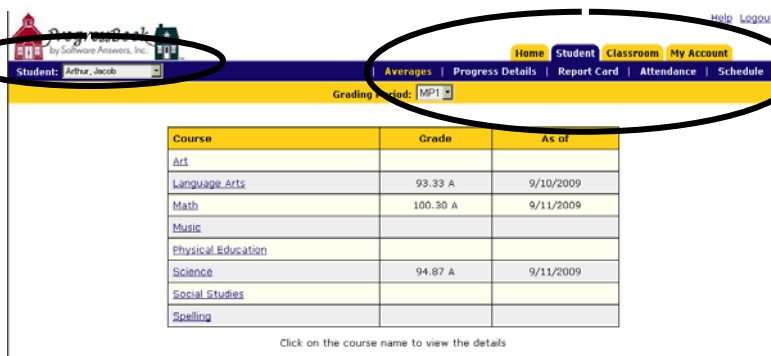 Help Logout
ProgressBook
by Software Answers, Inc.
Home Student Classroom My Account
Student: Arthur, Jacob | Averages | Progress Details | Report Card | Attendance | Schedule
Grading Period: MP1
Course Grade As of
Art
Language Arts 93.33 A 9/10/2009
Math 100.30 A 9/11/2009
Music
Physical Education
Science 94.87 A 9/11/2009
Social Studies
Spelling
Click on the course name to view the details